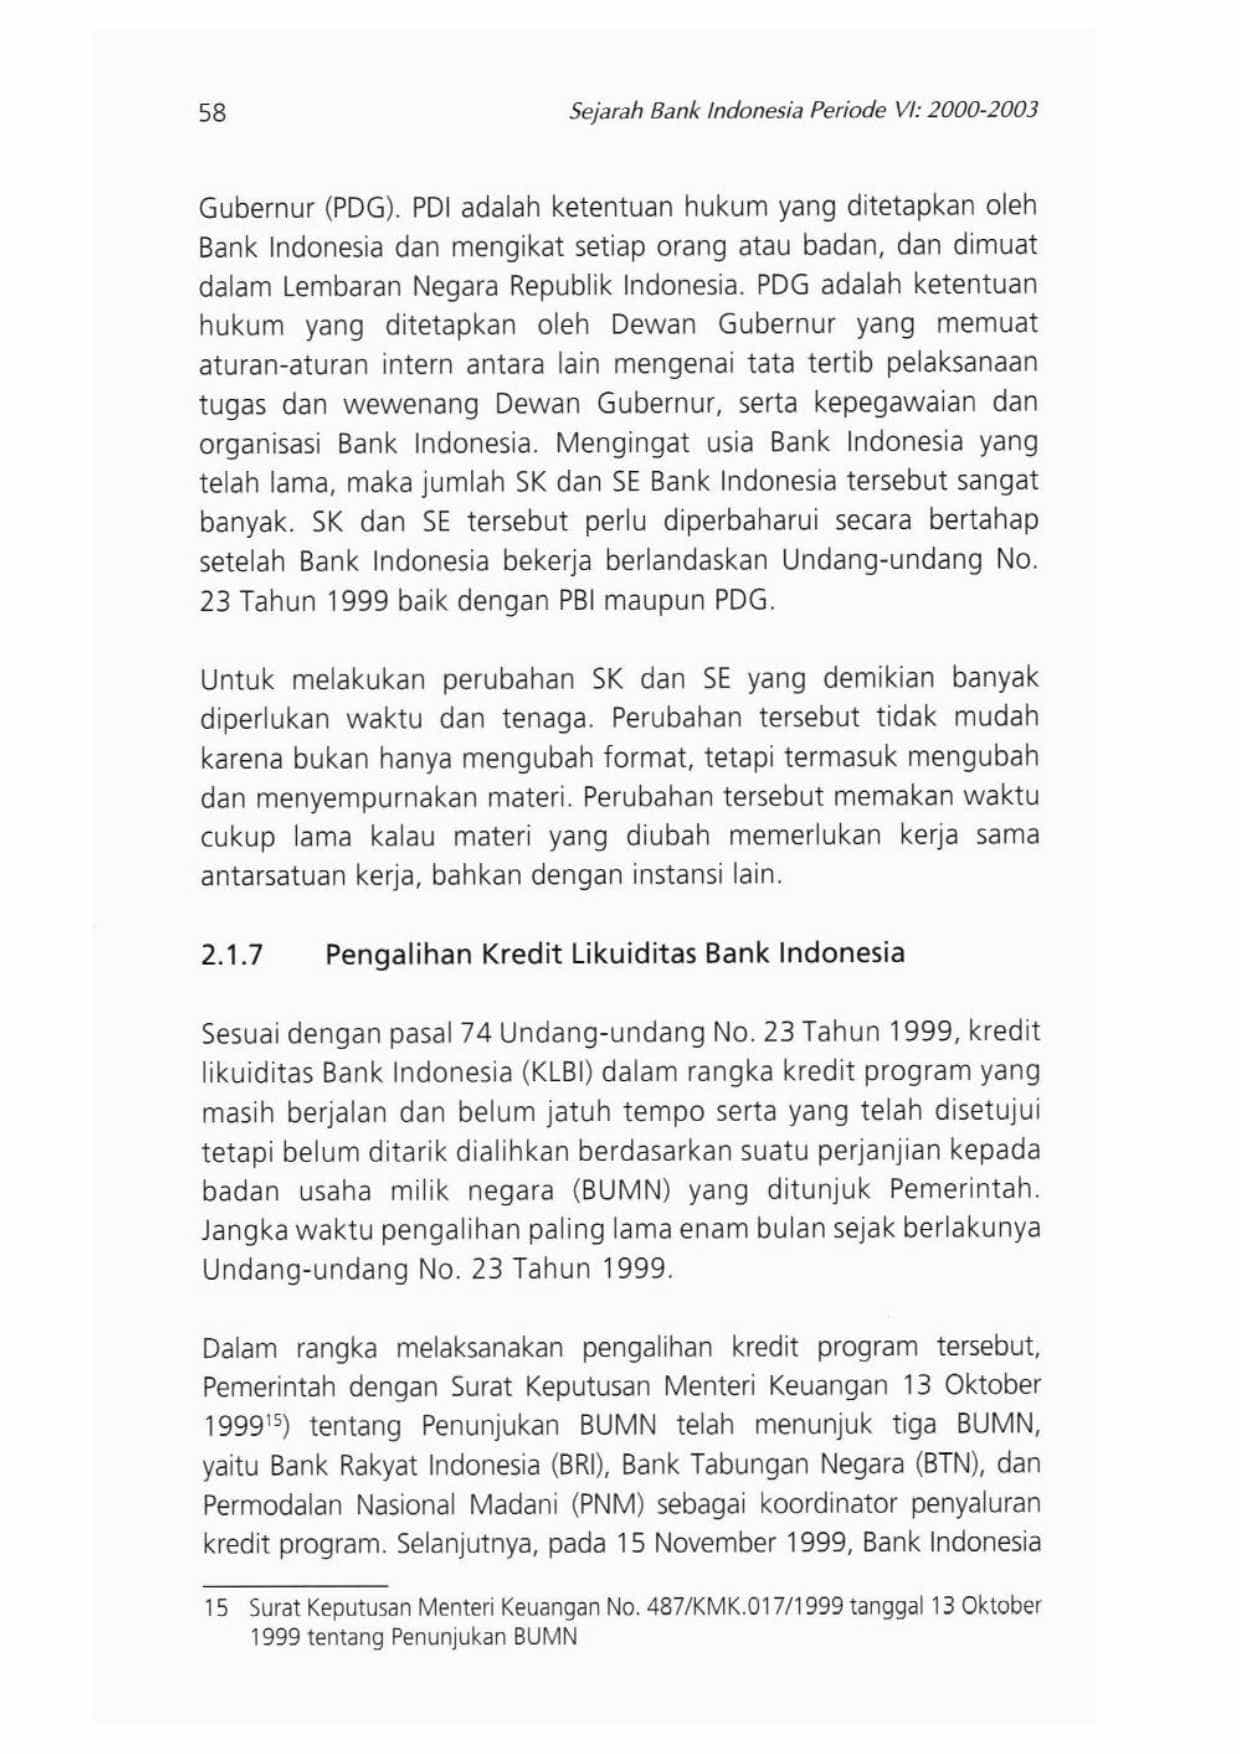 58
Sejarah Bank Indonesia Periode VI: 2000-2003
Gubernur (PDG). PDI adalah ketentuan hukum yang ditetapkan oleh
Bank Indonesia dan mengikat setiap orang atau badan, dan dimuat
dalam Lembaran Negara Republik Indonesia. PDG adalah ketentuan
hukum yang ditetapkan oleh Dewan Gubernur yang memuat
aturan-aturan intern antara lain mengenai tata tertib pelaksanaan
tugas dan wewenang Dewan Gubernur, serta kepegawaian dan
organisasi Bank Indonesia. Mengingat usia Bank Indonesia yang
telah lama, maka jumlah SK dan SE Bank Indonesia tersebut sangat
banyak. SK dan SE tersebut perlu diperbaharui secara bertahap
setelah Bank Indonesia bekerja berlandaskan Undang-undang No.
23 Tahun 1999 baik dengan PBI maupun PDG.
Untuk melakukan perubahan SK dan SE yang demikian banyak
diperlukan waktu dan tenaga. Perubahan tersebut tidak mudah
karena bukan hanya mengubah format, tetapi termasuk mengubah
dan menyempurnakan materi. Perubahan tersebut memakan waktu
cukup lama kalau materi yang diubah memerlukan kerja sama
antarsatuan kerja, bahkan dengan instansi lain.
2.1.7 Pengalihan Kredit Likuiditas Bank Indonesia
Sesuai dengan pasal 74 Undang-undang No. 23 Tahun 1999, kredit
likuiditas Bank Indonesia (KLBI) dalam rangka kredit program yang
masih berjalan dan belum jatuh tempo serta yang telah disetujui
tetapi belum ditarik dialihkan berdasarkan suatu perjanjian kepada
badan usaha milik negara (BUMN) yang ditunjuk Pemerintah.
Jangka waktu pengalihan paling lama enam bulan sejak berlakunya
Undang-undang No. 23 Tahun 1999.
Dalam rangka melaksanakan pengalihan kredit program tersebut,
Pemerintah dengan Surat Keputusan Menteri Keuangan 13 Oktober
1999¹⁵) tentang Penunjukan BUMN telah menunjuk tiga BUMN,
yaitu Bank Rakyat Indonesia (BRI), Bank Tabungan Negara (BTN), dan
Permodalan Nasional Madani (PNM) sebagai koordinator penyaluran
kredit program. Selanjutnya, pada 15 November 1999, Bank Indonesia
15 Surat Keputusan Menteri Keuangan No. 487/KMK.017/1999 tanggal 13 Oktober
1999 tentang Penunjukan BUMN